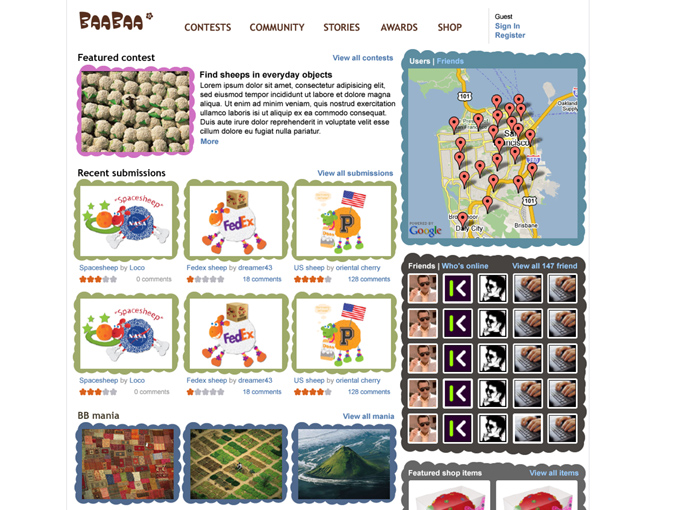 BAABAA
CONTESTS COMMUNITY STORIES AWARDS SHOP
Guest
Sign In
Register
Featured contest
View all contests
Find sheeps in everyday objects
Lorem ipsum dolor sit amet, consectetur adipisicing elit,
sed eiusmod tempor incididunt ut labore et dolore magna
aliqua. Ut enim ad minim veniam, quis nostrud exercitation
ullamco laboris isi ut aliquip ex ea commodo consequat.
Duis aute irure dolor reprehenderit in voluptate velit esse
cillum dolore eu fugiat nulla pariatur.
More
Users | Friends
101
Oakland
San
Francisco
101
Daly City
Brisbane
POWERED BY
Google
Recent submissions
View all submissions
"Spacesheep"
NASA
FedEx
P
Spacesheep by Loco
0 comments
Fedex sheep by dreamer43
18 comments
US sheep by oriental cherry
128 comments
"Spacesheep"
NASA
FedEx
P
Spacesheep by Loco
0 comments
Fedex sheep by dreamer43
18 comments
US sheep by oriental cherry
128 comments
Friends | Who's online
View all 147 friend
BB mania
View all mania
Featured shop items
View all items